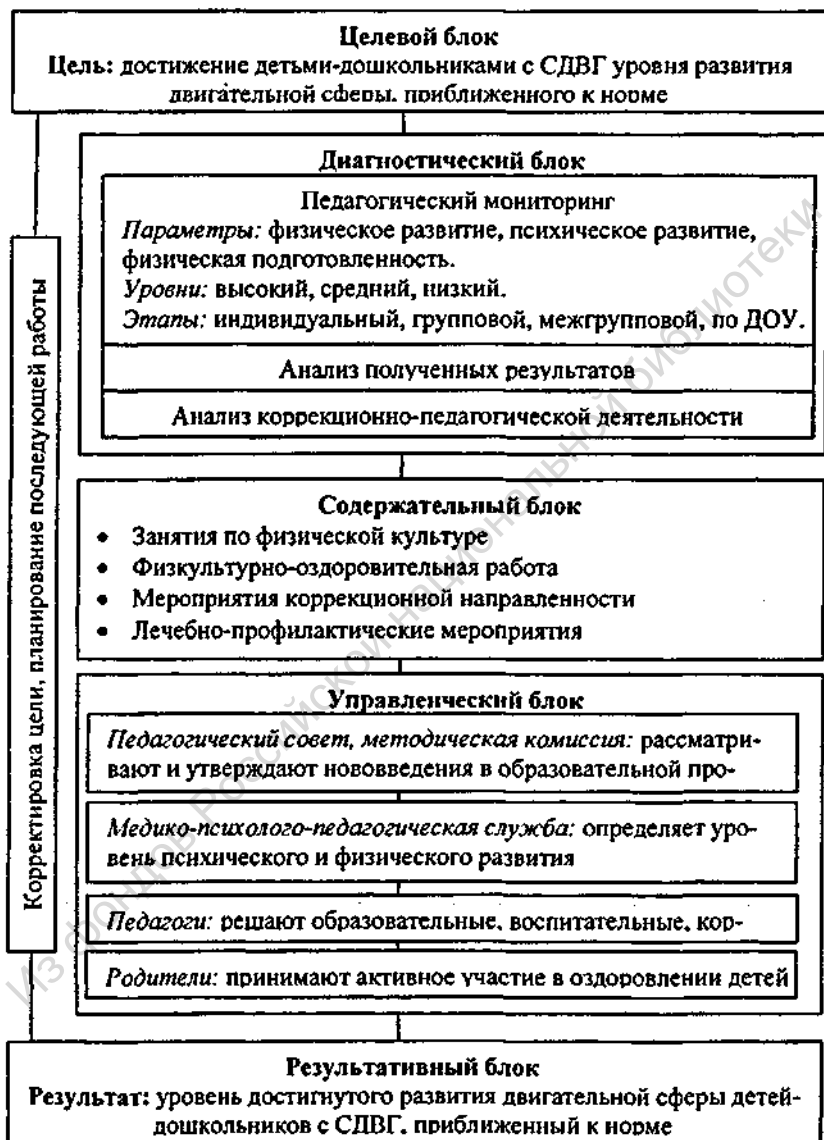 Целевой блок
Цель: достижение детьми-дошкольниками с СДВГ уровня развития
двигательной сферы, приближенного к норме
Диагностический блок
Педагогический мониторинг
Параметры: физическое развитие, психическое развитие,
физическая подготовленность.
Уровни: высокий, средний, низкий.
Этапы: индивидуальный, групповой, межгрупповой, по ДОУ.
Анализ полученных результатов
Анализ коррекционно-педагогической деятельности
Содержательный блок
• Занятия по физической культуре
• Физкультурно-оздоровительная работа
• Мероприятия коррекционной направленности
• Лечебно-профилактические мероприятия
Управленческий блок
Педагогический совет, методическая комиссия: рассматри-
вают и утверждают нововведения в образовательной про-
Медико-психолого-педагогическая служба: определяет уро-
вень психического и физического развития
Педагоги: решают образовательные, воспитательные, кор-
Родители: принимают активное участие в оздоровлении детей
Корректировка цели, планирование последующей работы
Результативный блок
Результат: уровень достигнутого развития двигательной сферы детей-
дошкольников с СДВГ, приближенный к норме
Из фондов Российской национальной библиотеки